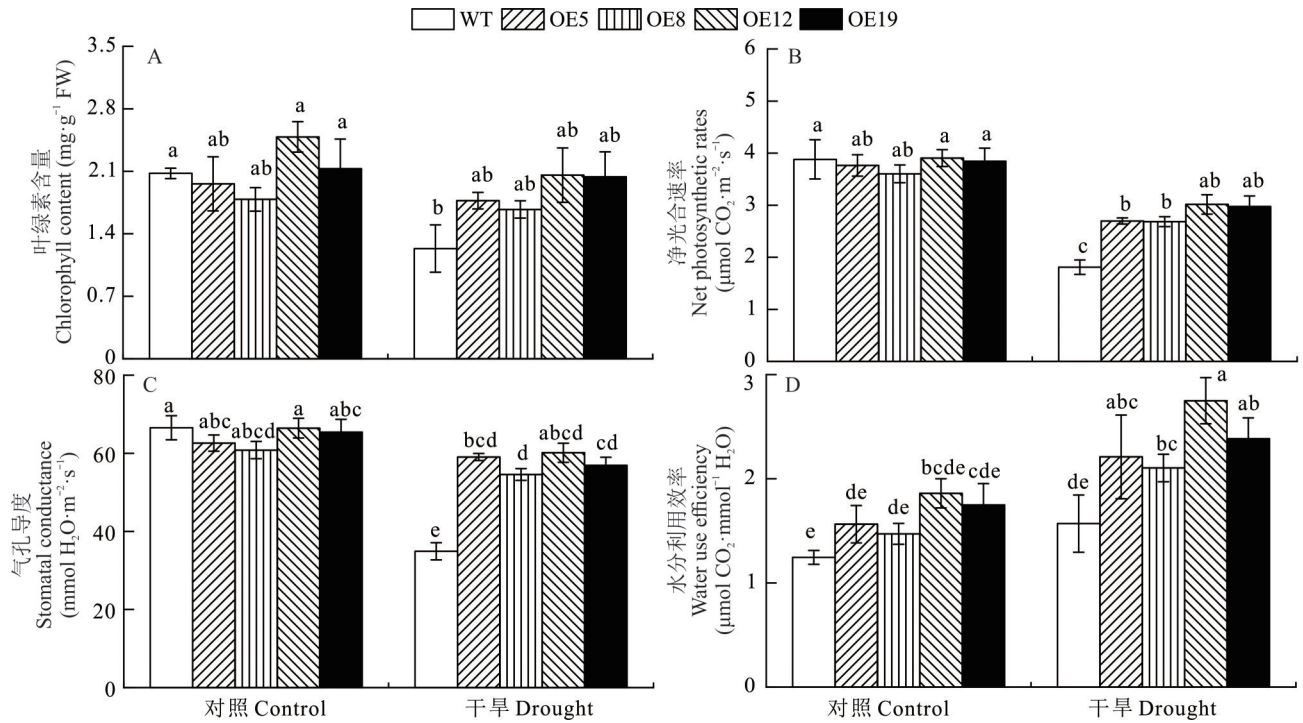 WT OE5 OE8 OE12 OE19
A
叶绿素含量
Chlorophyll content (mg·g⁻¹ FW)
3.5
2.8
2.1
1.4
0.7
0
a ab ab a a
b ab ab ab ab
B
净光合速率
Net photosynthetic rates
(μmol CO₂·m⁻²·s⁻¹)
6
5
4
3
2
1
0
a ab ab a a
c b b ab ab
C
气孔导度
Stomatal conductance
(mmol H₂O·m⁻²·s⁻¹)
80
60
40
20
0
a abc abcd a abc
e bcd d abcd cd
对照 Control
干旱 Drought
D
水分利用效率
Water use efficiency
(μmol CO₂·mmol⁻¹ H₂O)
3
2
1
0
e de de bcde cde
de abc bc a ab
对照 Control
干旱 Drought